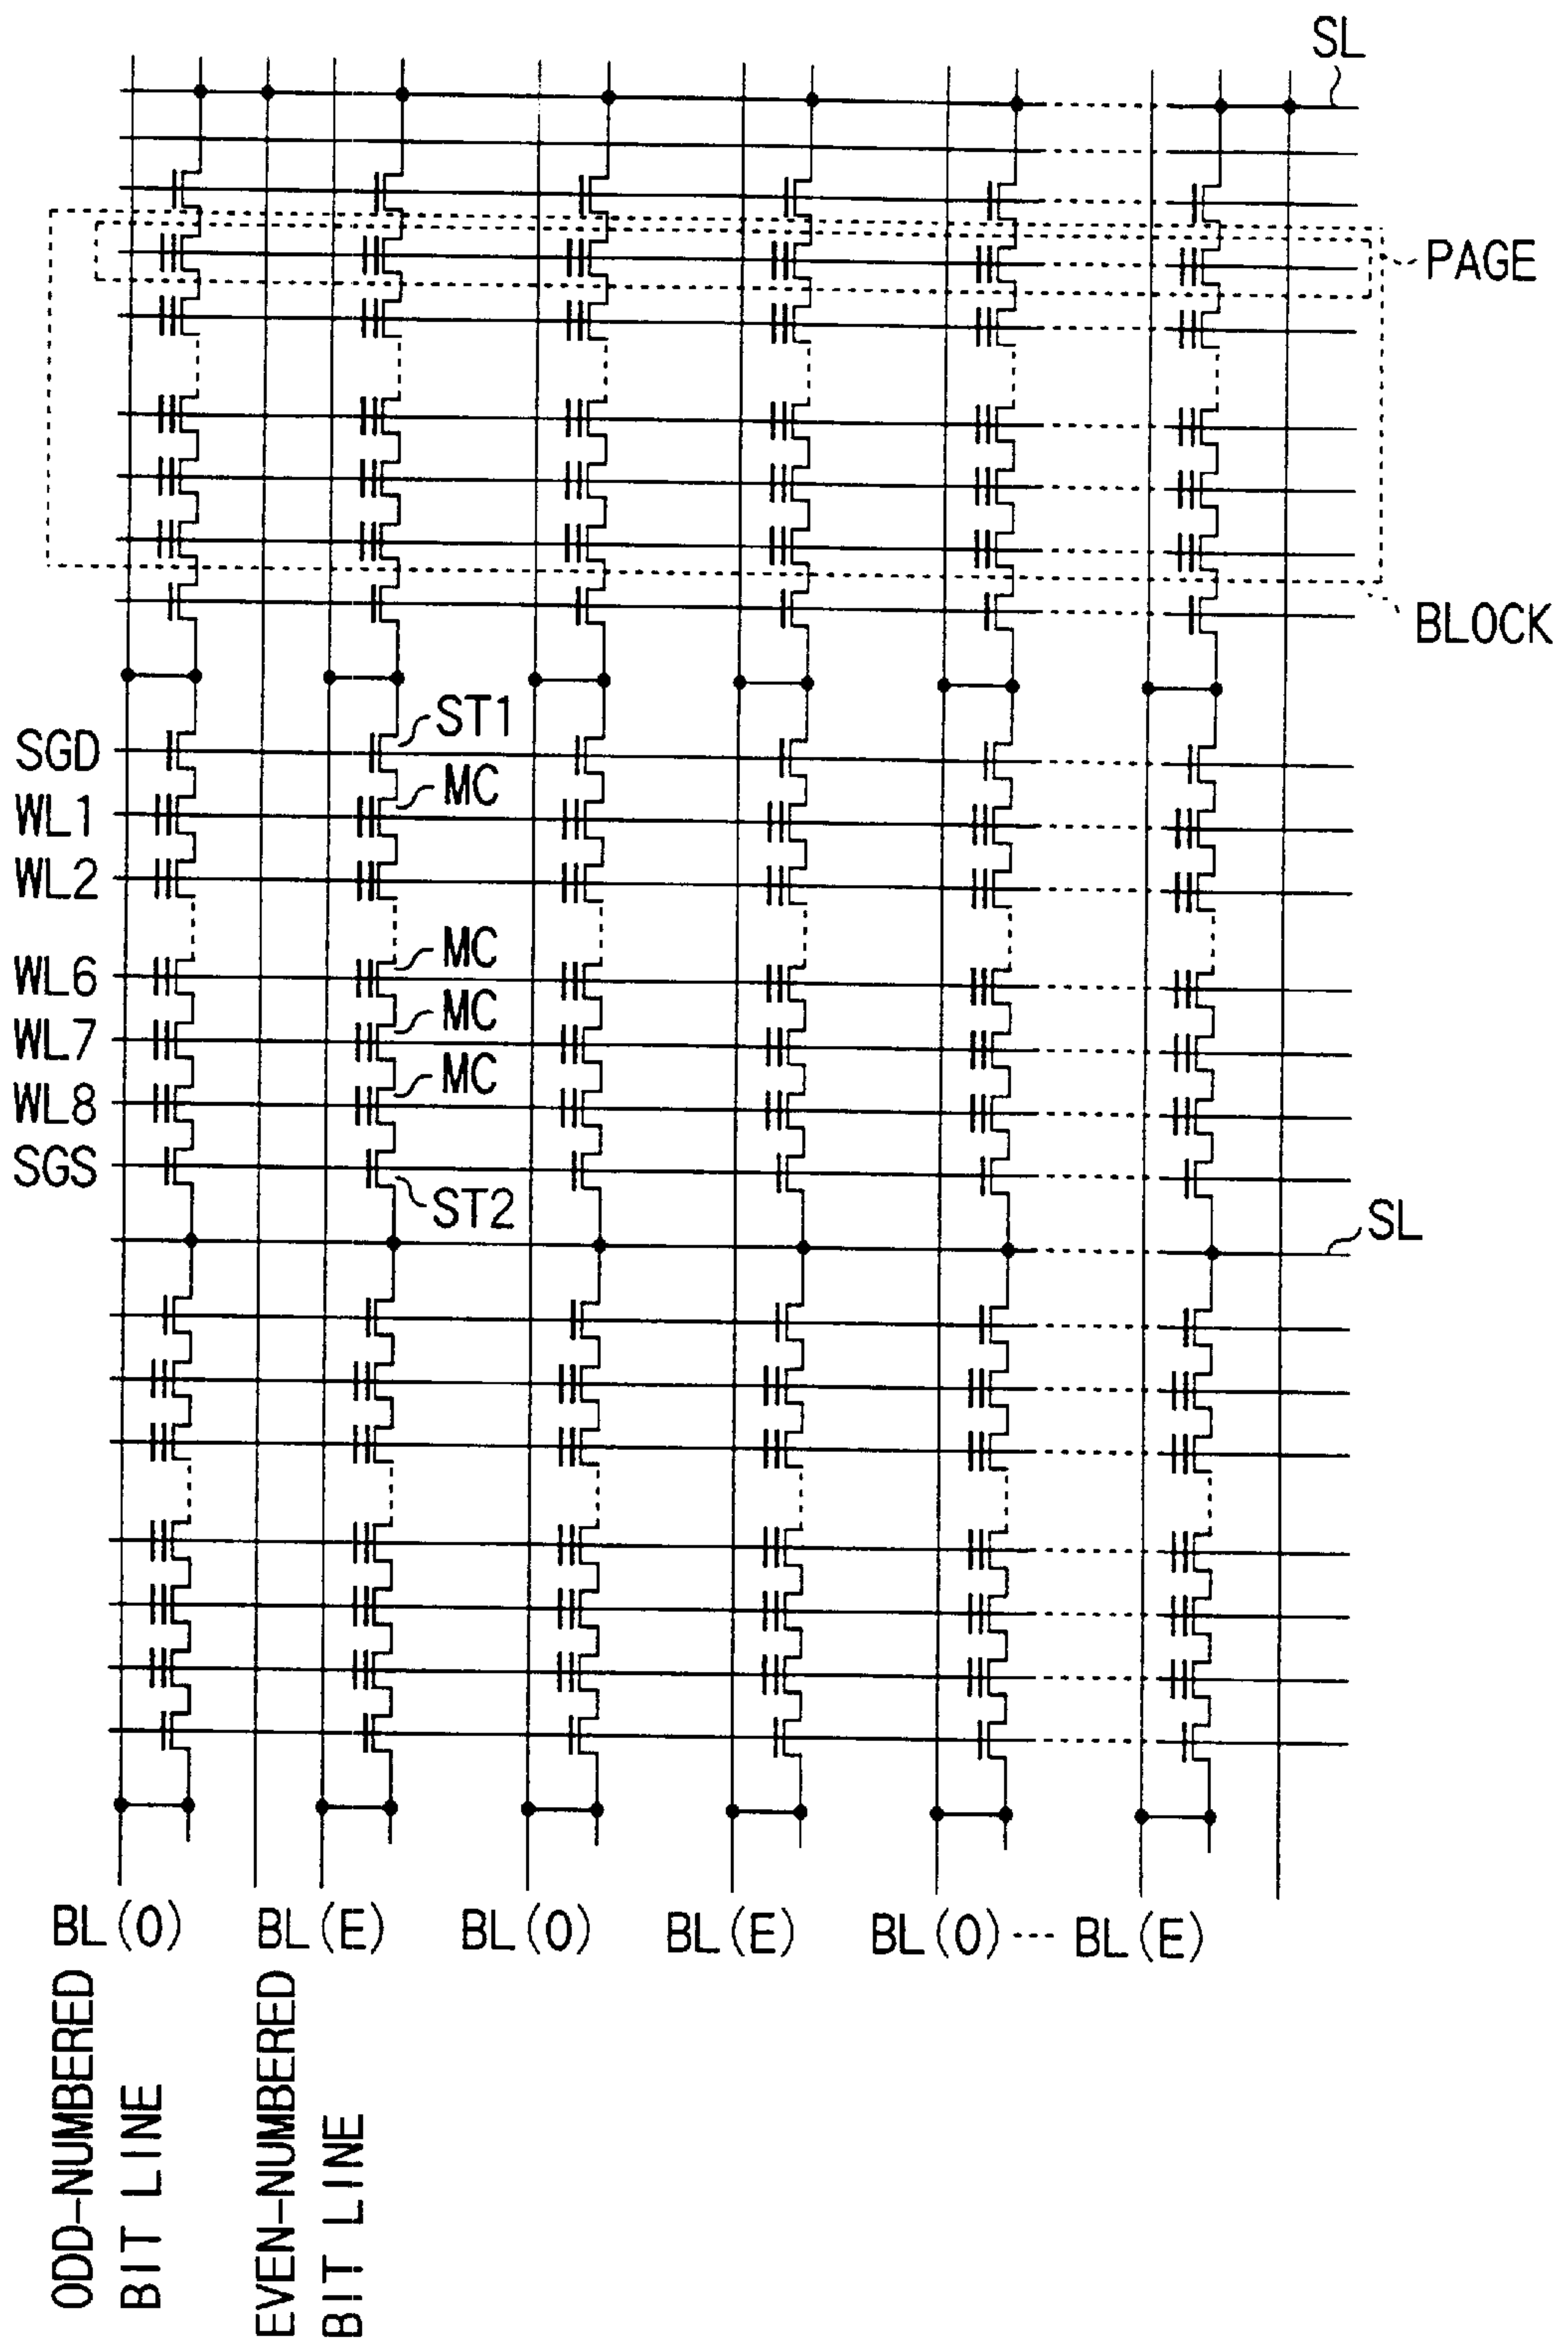 SL
PAGE
BLOCK
ST1
SGD
MC
WL1
WL2
MC
WL6
MC
WL7
MC
WL8
SGS
ST2
SL
BL(O) BL(E) BL(O) BL(E) BL(O)---BL(E)
ODD-NUMBERED
BIT LINE
EVEN-NUMBERED
BIT LINE